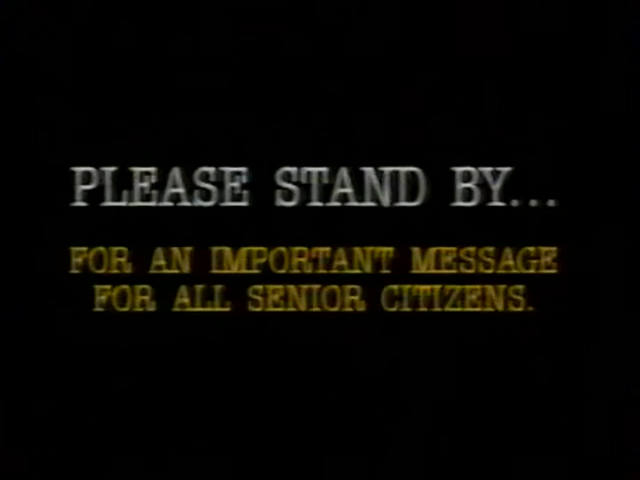 PLEASE STAND BY...
FOR AN IMPORTANT MESSAGE
FOR ALL SENIOR CITIZENS.